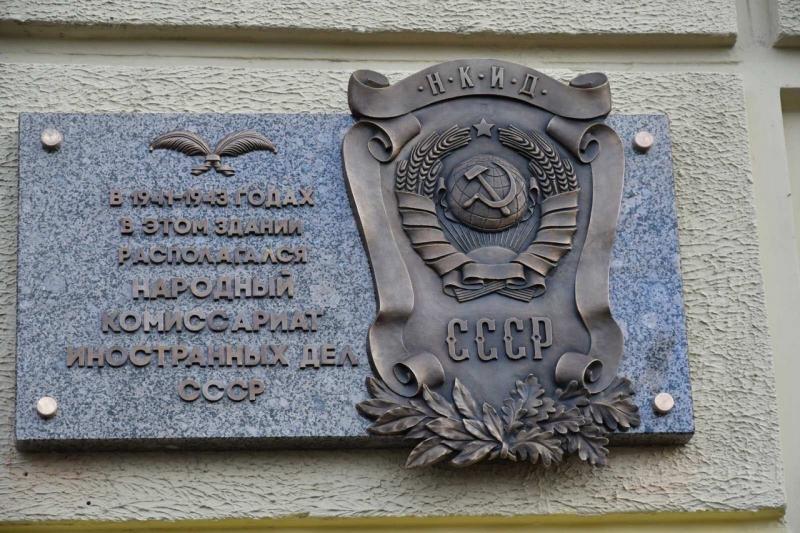 В 1941-1943 ГОДАХ
В ЭТОМ ЗДАНИИ
РАСПОЛАГАЛСЯ
НАРОДНЫЙ
КОМИССАРИАТ
ИНОСТРАННЫХ ДЕЛ
СССР
·Н·К·И·Д·
СССР